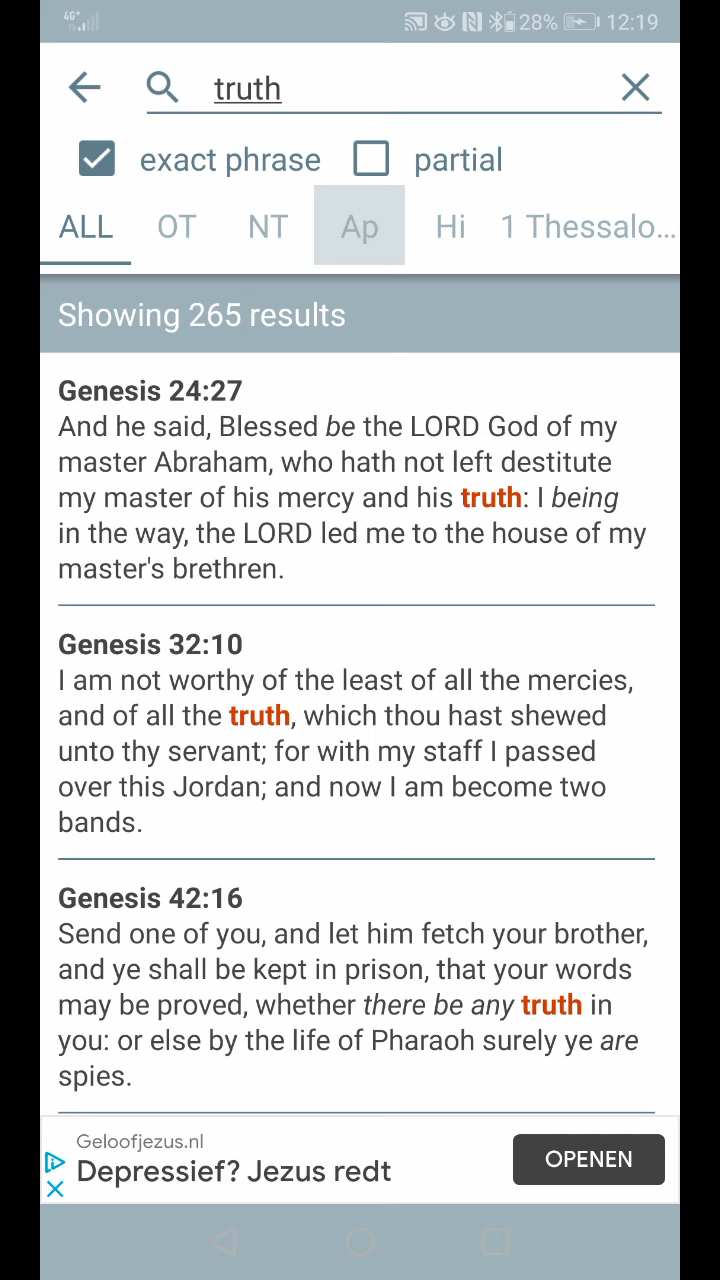 4G+ 28% 12:19
truth
exact phrase partial
ALL OT NT Ap Hi 1 Thessalo...
Showing 265 results
Genesis 24:27
And he said, Blessed be the LORD God of my
master Abraham, who hath not left destitute
my master of his mercy and his truth: I being
in the way, the LORD led me to the house of my
master's brethren.
Genesis 32:10
I am not worthy of the least of all the mercies,
and of all the truth, which thou hast shewed
unto thy servant; for with my staff I passed
over this Jordan; and now I am become two
bands.
Genesis 42:16
Send one of you, and let him fetch your brother,
and ye shall be kept in prison, that your words
may be proved, whether there be any truth in
you: or else by the life of Pharaoh surely ye are
spies.
Geloofjezus.nl
Depressief? Jezus redt
OPENEN